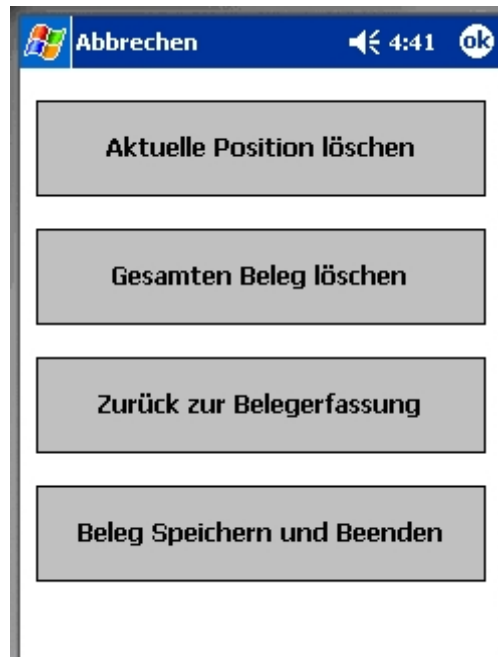 Abbrechen 4:41 ok
Aktuelle Position löschen
Gesamten Beleg löschen
Zurück zur Belegerfassung
Beleg Speichern und Beenden